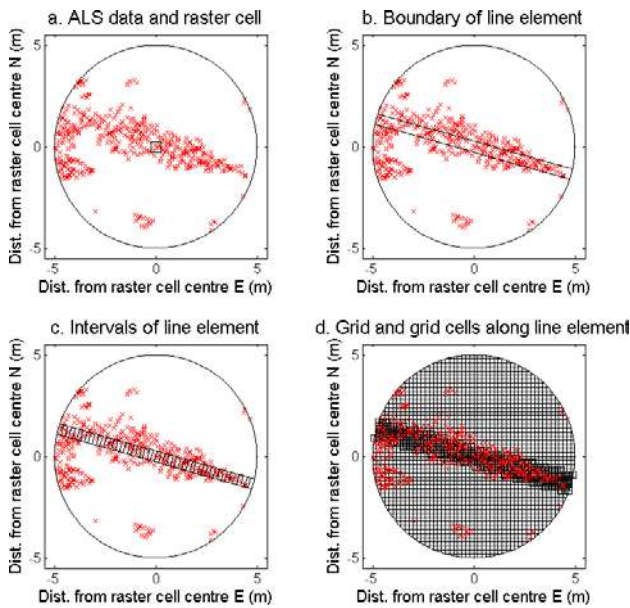 a. ALS data and raster cell
b. Boundary of line element
Dist. from raster cell centre N (m)
5
0
-5
-5
0
5
Dist. from raster cell centre E (m)
Dist. from raster cell centre N (m)
5
0
-5
-5
0
5
Dist. from raster cell centre E (m)
c. Intervals of line element
d. Grid and grid cells along line element
Dist. from raster cell centre N (m)
5
0
-5
-5
0
5
Dist. from raster cell centre E (m)
Dist. from raster cell centre N (m)
5
0
-5
-5
0
5
Dist. from raster cell centre E (m)